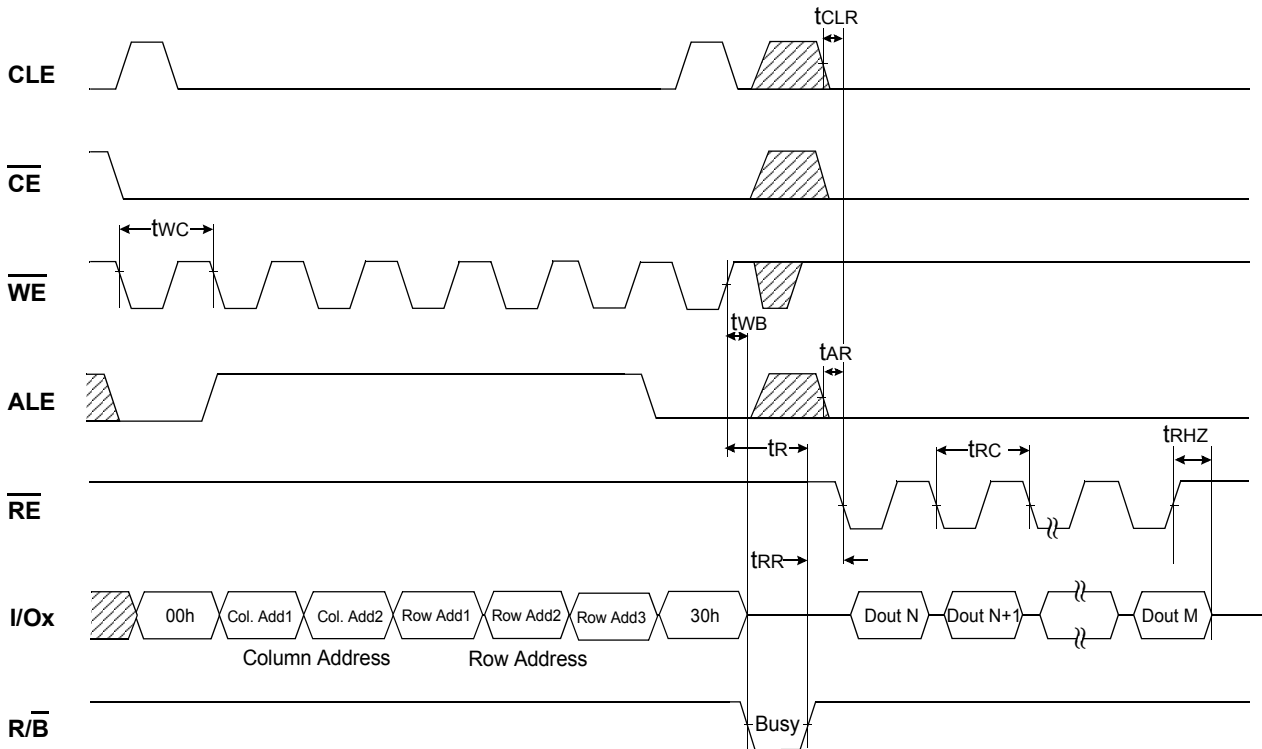 tCLR
CLE
CE
tWC
WE
tWB
tAR
ALE
tR
tRC
tRHZ
RE
tRR
I/Ox
00h Col. Add1 Col. Add2 Row Add1 Row Add2 Row Add3 30h Dout N Dout N+1 Dout M
Column Address Row Address
R/B
Busy